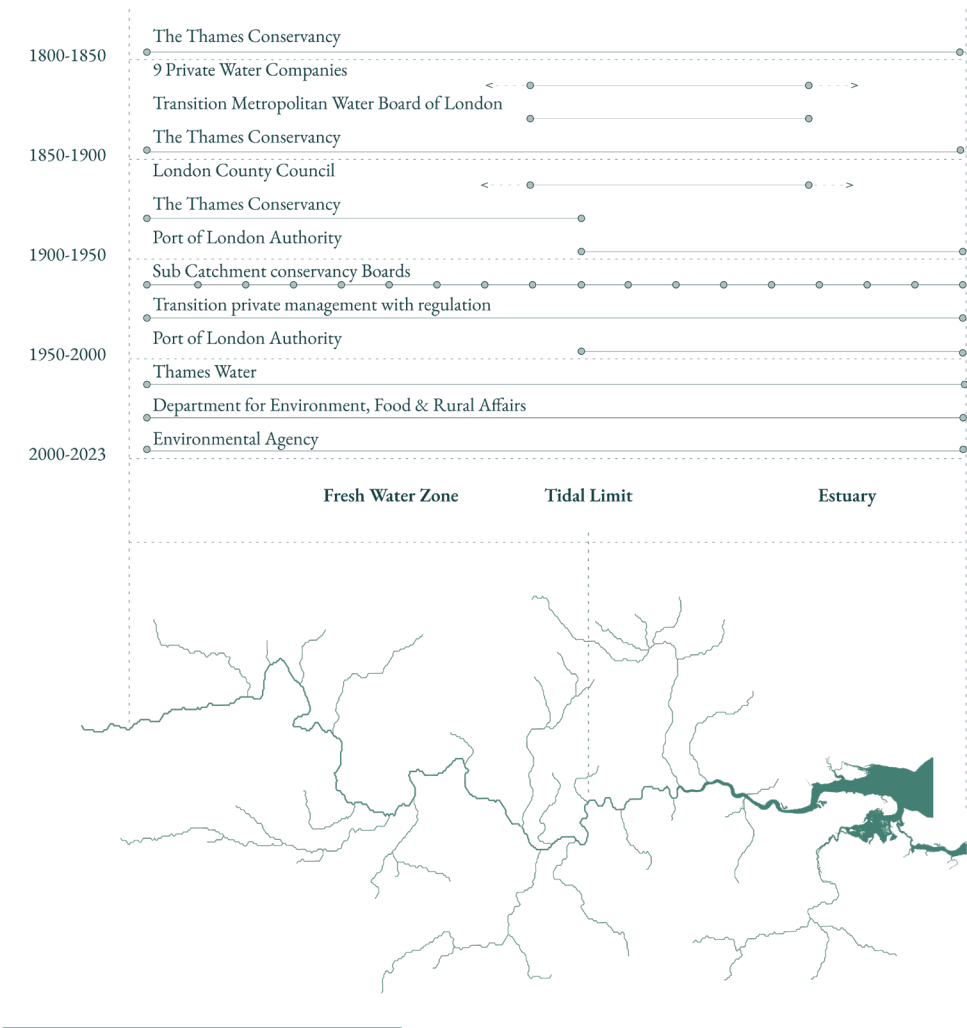 The Thames Conservancy
1800-1850
9 Private Water Companies
Transition Metropolitan Water Board of London
The Thames Conservancy
1850-1900
London County Council
The Thames Conservancy
Port of London Authority
1900-1950
Sub Catchment conservancy Boards
Transition private management with regulation
Port of London Authority
1950-2000
Thames Water
Department for Environment, Food & Rural Affairs
Environmental Agency
2000-2023
Fresh Water Zone Tidal Limit Estuary